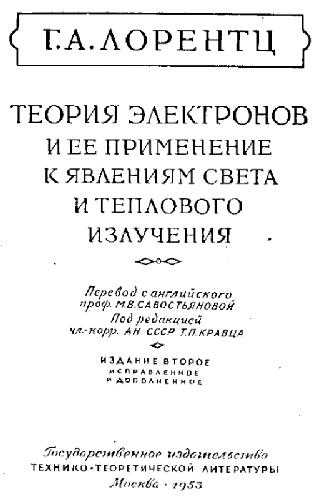 Г.А.ЛОРЕНТЦ
ТЕОРИЯ ЭЛЕКТРОНОВ
И ЕЕ ПРИМЕНЕНИЕ
К ЯВЛЕНИЯМ СВЕТА
И ТЕПЛОВОГО
ИЗЛУЧЕНИЯ
Перевод с английского
проф. М.В.САВОСТЬЯНОВОЙ
Под редакцией
чл.-корр. АН СССР Т.П.КРАВЦА
ИЗДАНИЕ ВТОРОЕ
ИСПРАВЛЕННОЕ
И ДОПОЛНЕННОЕ
Государственное издательство
ТЕХНИКО-ТЕОРЕТИЧЕСКОЙ ЛИТЕРАТУРЫ
Москва · 1953